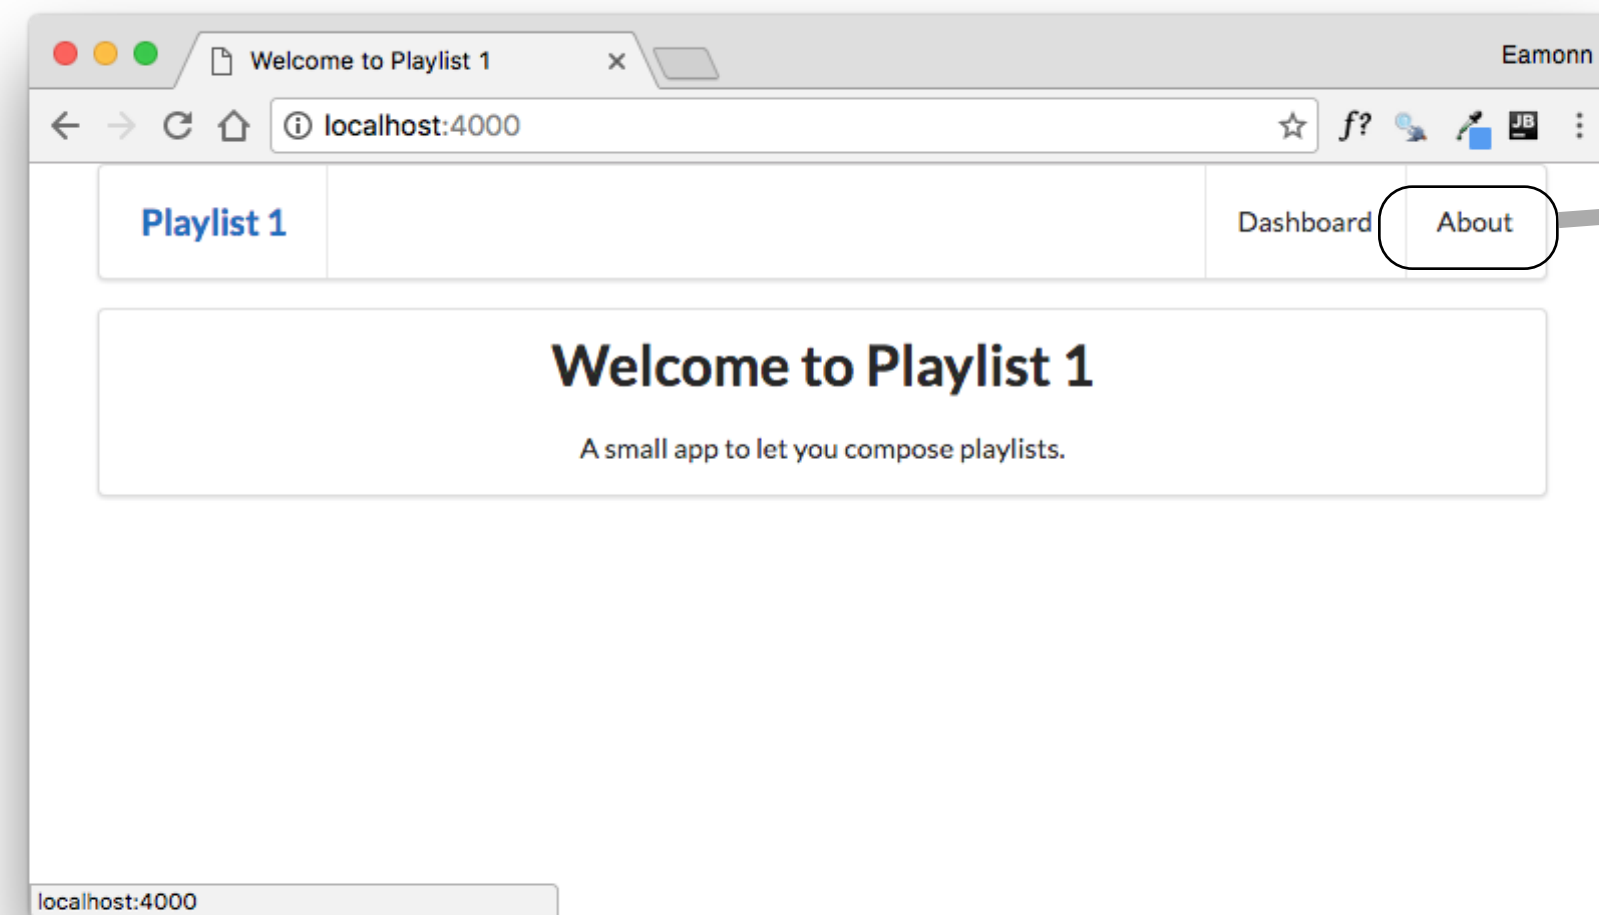 Welcome to Playlist 1
Eamonn
localhost:4000
f?
JB
Playlist 1
Dashboard
About
Welcome to Playlist 1
A small app to let you compose playlists.
localhost:4000